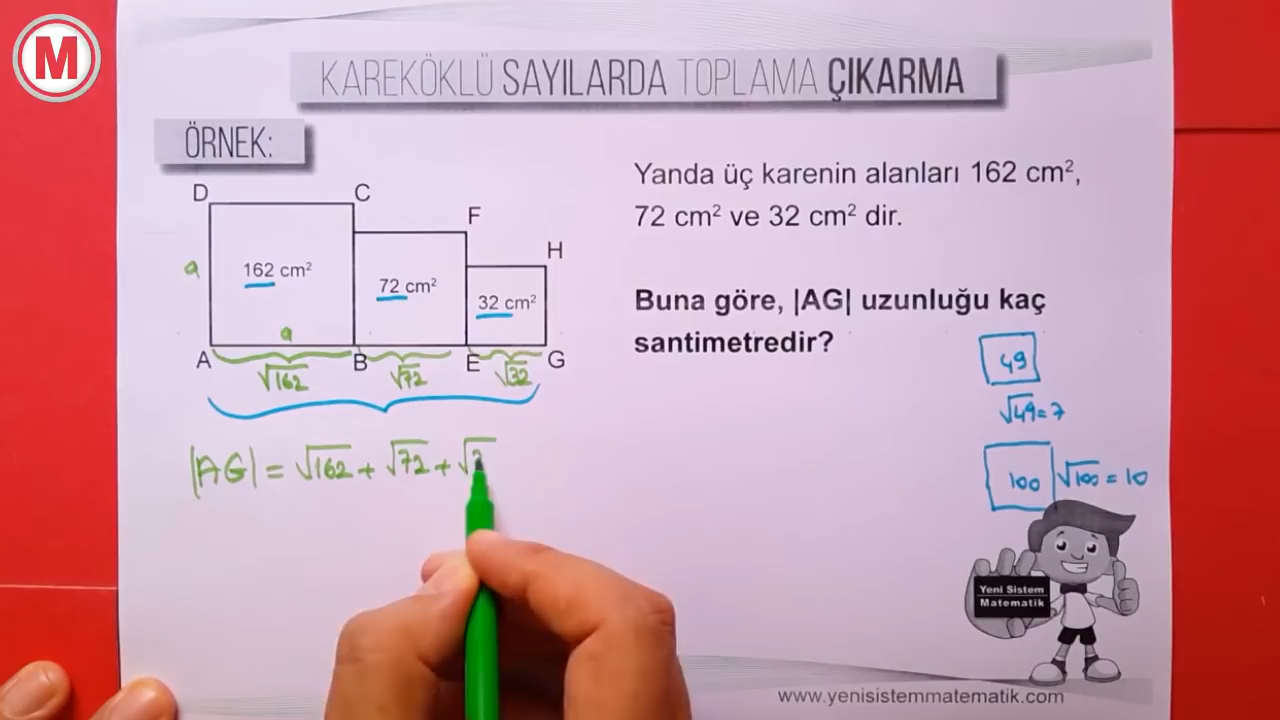 M
KAREKÖKLÜ SAYILARDA TOPLAMA ÇIKARMA
ÖRNEK:
Yanda üç karenin alanları 162 cm²,
72 cm² ve 32 cm² dir.
Buna göre, |AG| uzunluğu kaç
santimetredir?
D C
F
H
a 162 cm² 72 cm² 32 cm²
a
A B E G
√162 √72 √32
|AG| = √162 + √72 + √3
49
√49=7
100 √100 = 10
Yeni Sistem
Matematik
www.yenisistemmatematik.com